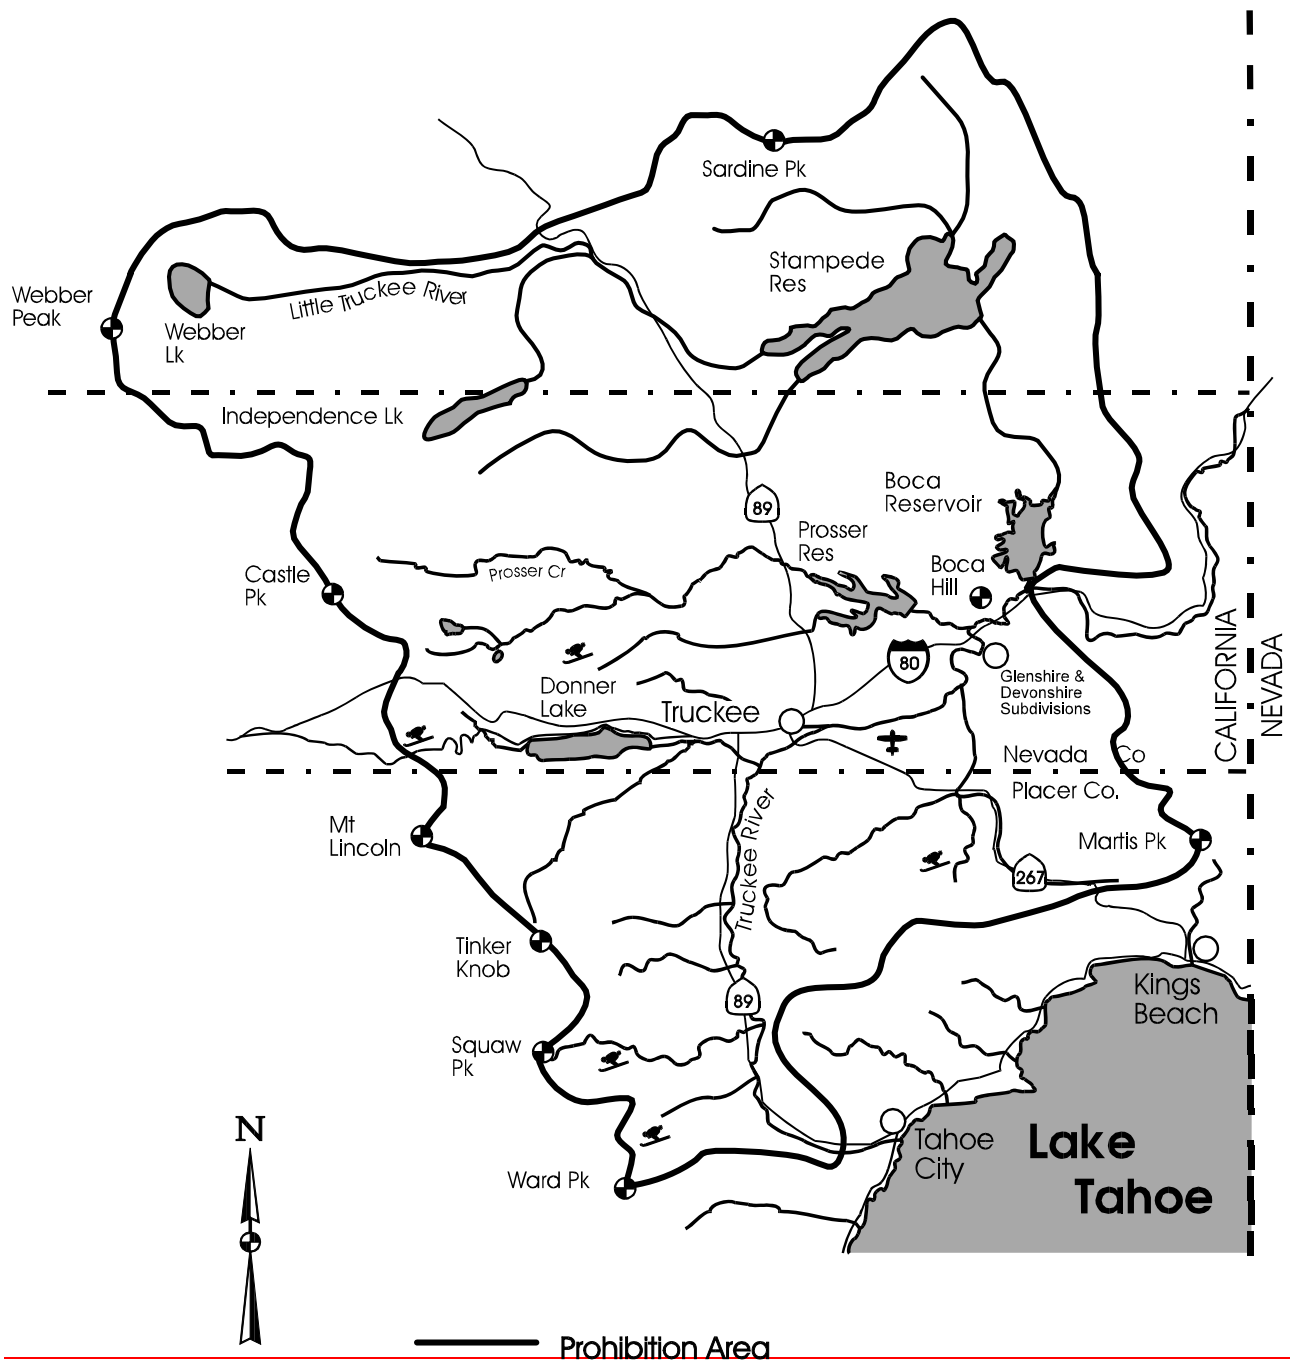 Sardine Pk
Stampede
Res
Webber
Peak
Little Truckee River
Webber
Lk
Independence Lk
Boca
Reservoir
89
Prosser
Res
Boca
Hill
Castle
Pk
Prosser Cr
80
Glenshire &
Devonshire
Subdivisions
CALIFORNIA
NEVADA
Donner
Lake
Truckee
Nevada Co
Placer Co.
Mt
Lincoln
Truckee River
Martis Pk
267
Tinker
Knob
89
Kings
Beach
Squaw
Pk
N
Tahoe
City
Lake
Tahoe
Ward Pk
Prohibition Area